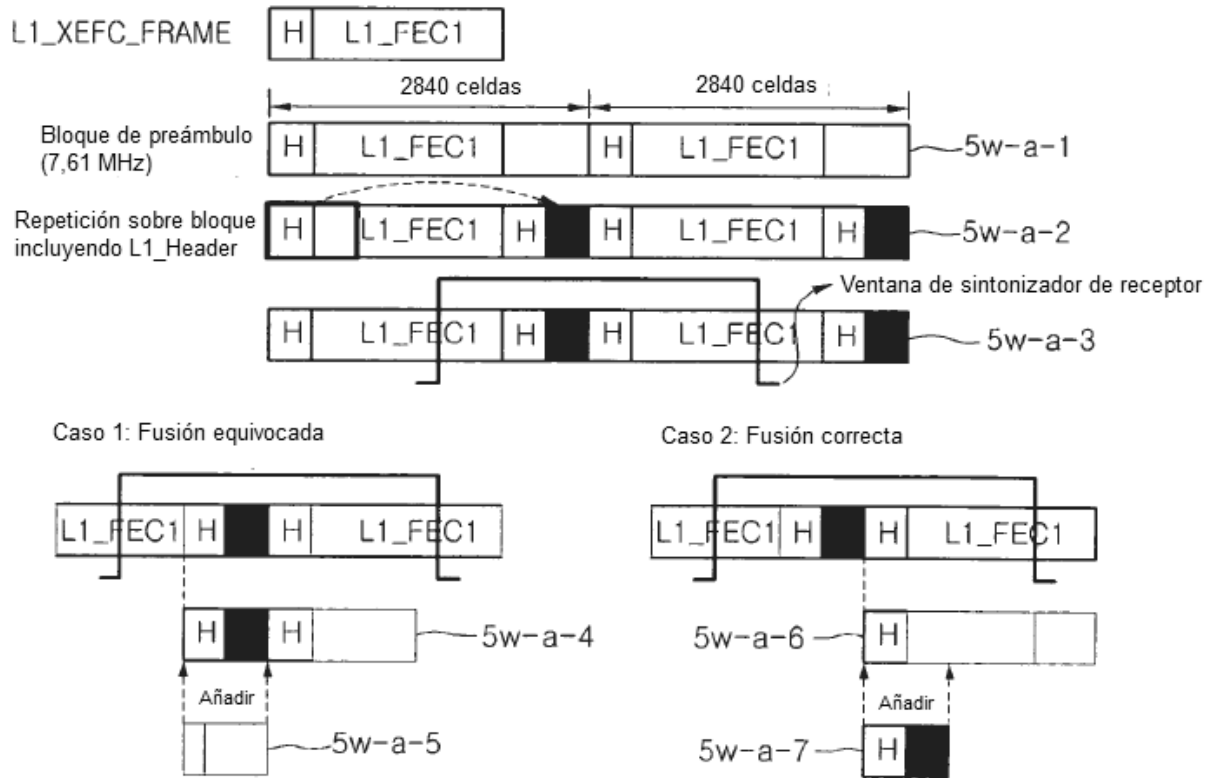 L1_XEFC_FRAME
H L1_FEC1
2840 celdas 2840 celdas
Bloque de preámbulo
(7,61 MHz)
H L1_FEC1 H L1_FEC1 5w-a-1
Repetición sobre bloque
incluyendo L1_Header
H L1_FEC1 H H L1_FEC1 H 5w-a-2
Ventana de sintonizador de receptor
H L1_FEC1 H H L1_FEC1 H 5w-a-3
Caso 1: Fusión equivocada
L1_FEC1 H H L1_FEC1
H H 5w-a-4
Añadir
5w-a-5
Caso 2: Fusión correcta
L1_FEC1 H H L1_FEC1
5w-a-6 H
Añadir
5w-a-7 H